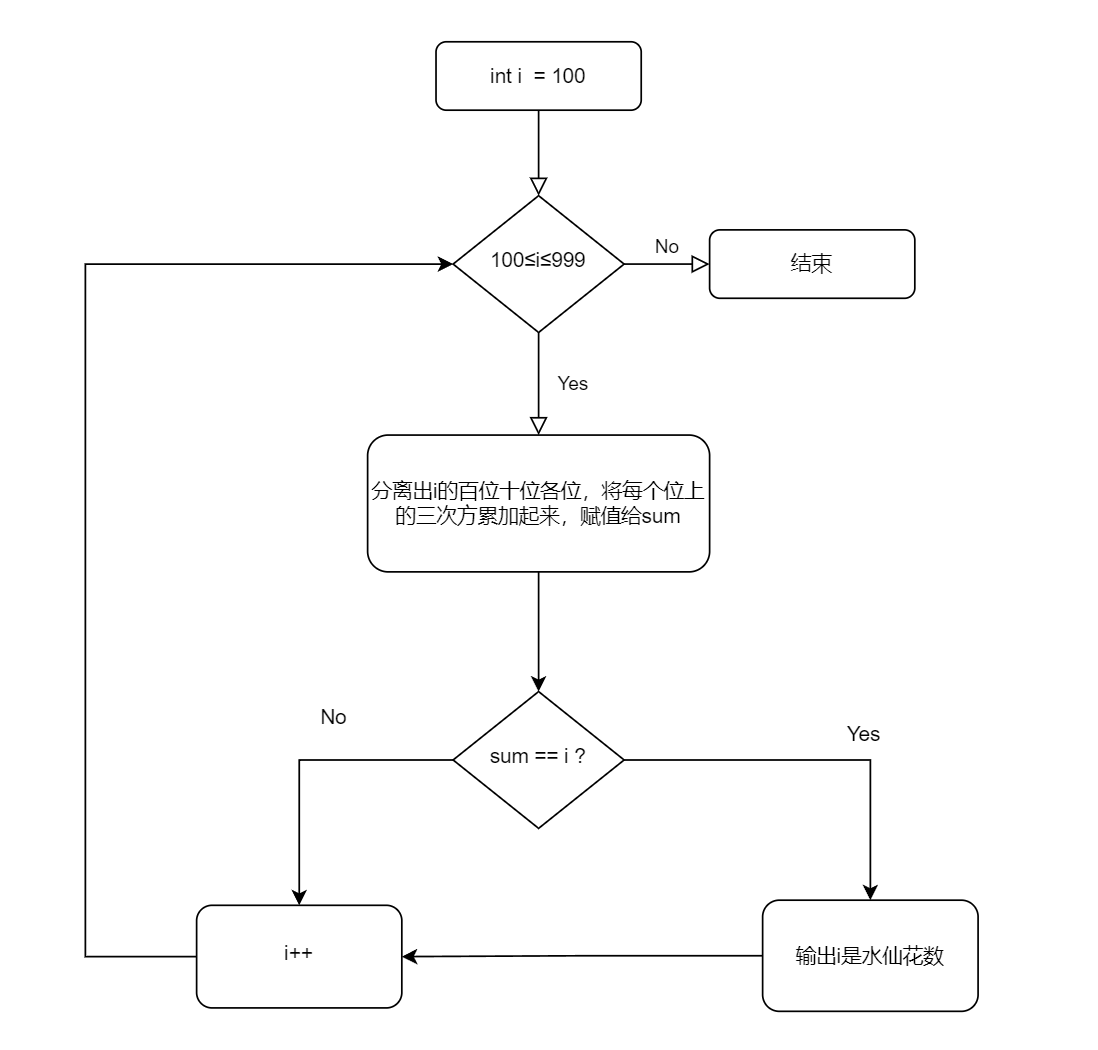 int i  = 100
100≤i≤999
No
结束
Yes
分离出i的百位十位各位，将每个位上
的三次方累加起来，赋值给sum
No
sum == i ?
Yes
i++
输出i是水仙花数